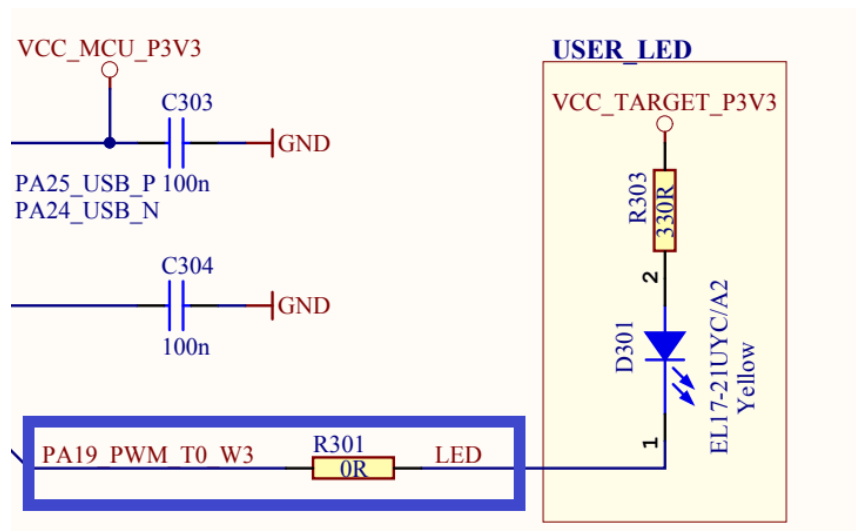 VCC_MCU_P3V3
C303
GND
PA25_USB_P 100n
PA24_USB_N
C304
GND
100n
PA19_PWM_T0_W3
R301
0R
LED
USER_LED
VCC_TARGET_P3V3
R303
330R
2
D301
EL17-21UYC/A2
Yellow
1